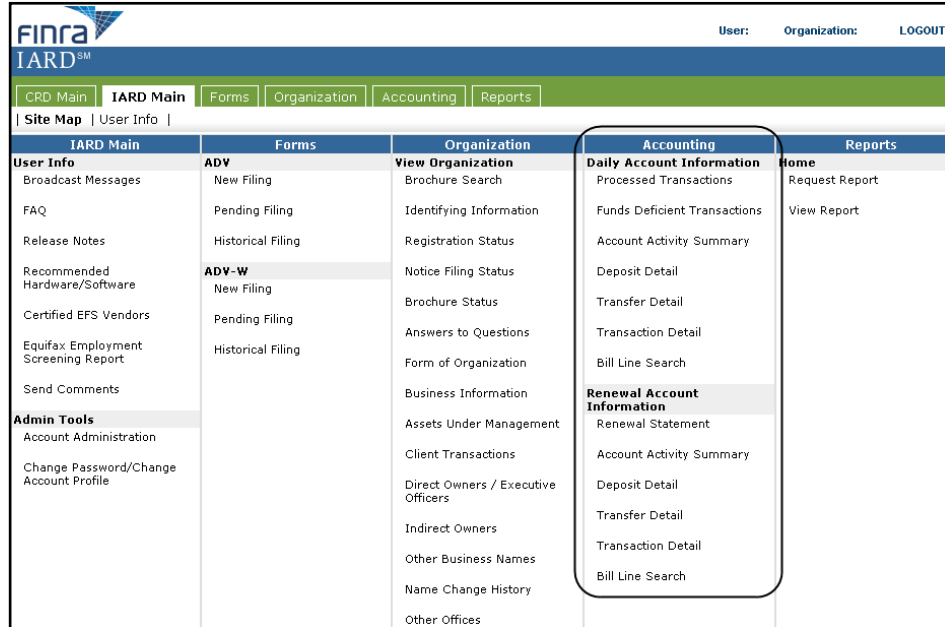 FINra
User: Organization: LOGOUT
IARD SM
CRD Main IARD Main Forms Organization Accounting Reports
| Site Map | User Info |
IARD Main
User Info
Broadcast Messages
FAQ
Release Notes
Recommended
Hardware/Software
Certified EFS Vendors
Equifax Employment
Screening Report
Send Comments
Admin Tools
Account Administration
Change Password/Change
Account Profile
Forms
ADV
New Filing
Pending Filing
Historical Filing
ADV-W
New Filing
Pending Filing
Historical Filing
Organization
View Organization
Brochure Search
Identifying Information
Registration Status
Notice Filing Status
Brochure Status
Answers to Questions
Form of Organization
Business Information
Assets Under Management
Client Transactions
Direct Owners / Executive
Officers
Indirect Owners
Other Business Names
Name Change History
Other Offices
Accounting
Daily Account Information
Processed Transactions
Funds Deficient Transactions
Account Activity Summary
Deposit Detail
Transfer Detail
Transaction Detail
Bill Line Search
Renewal Account
Information
Renewal Statement
Account Activity Summary
Deposit Detail
Transfer Detail
Transaction Detail
Bill Line Search
Reports
Home
Request Report
View Report